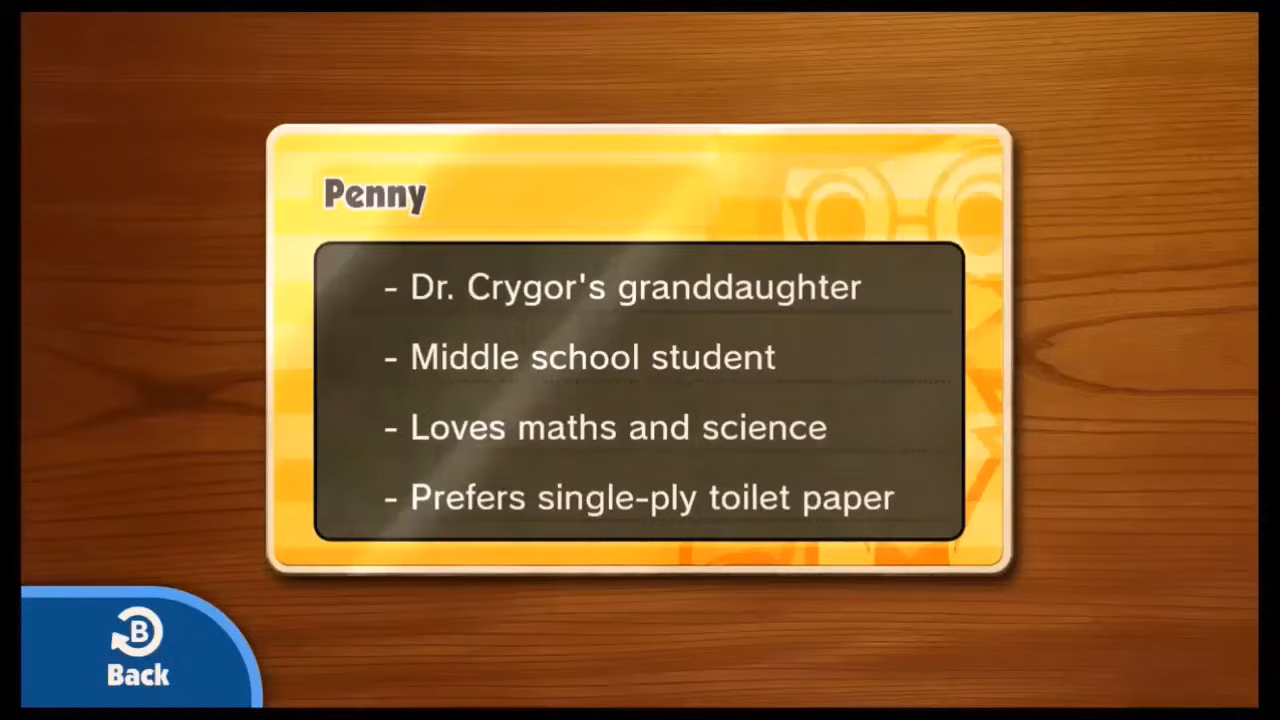 Penny
- Dr. Crygor's granddaughter
- Middle school student
- Loves maths and science
- Prefers single-ply toilet paper
B
Back